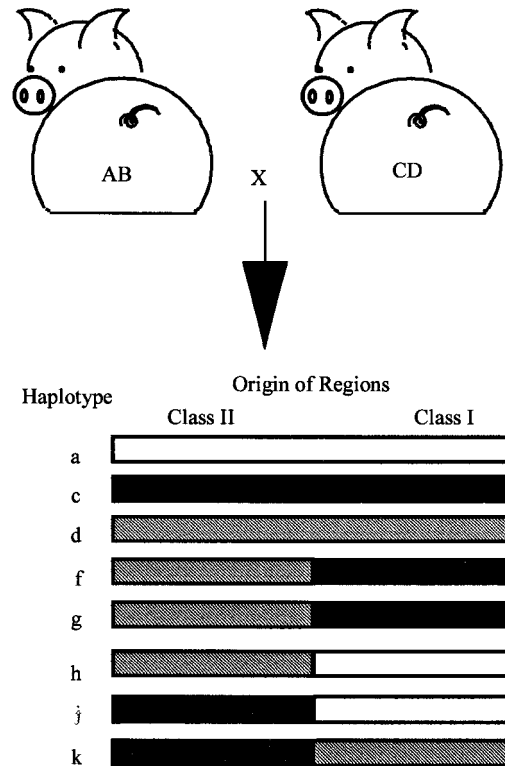 AB
X
CD
Origin of Regions
Haplotype
Class II Class I
a
c
d
f
g
h
j
k